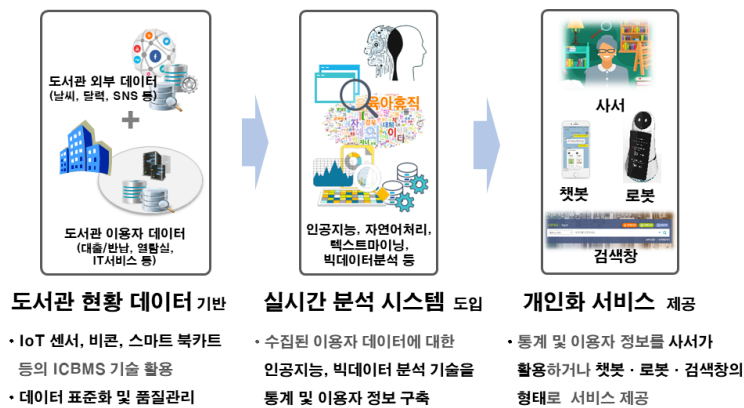 도서관 외부 데이터
(날씨, 달력, SNS 등)
도서관 이용자 데이터
(대출/반납, 열람실,
IT서비스 등)
육아휴직
인공지능, 자연어처리,
텍스트마이닝,
빅데이터분석 등
사서
챗봇 로봇
검색창
도서관 현황 데이터 기반
• IoT 센서, 비콘, 스마트 북카트
등의 ICBMS 기술 활용
• 데이터 표준화 및 품질관리
실시간 분석 시스템 도입
• 수집된 이용자 데이터에 대한
인공지능, 빅데이터 분석 기술을
통계 및 이용자 정보 구축
개인화 서비스 제공
• 통계 및 이용자 정보를 사서가
활용하거나 챗봇 · 로봇 · 검색창의
형태로 서비스 제공